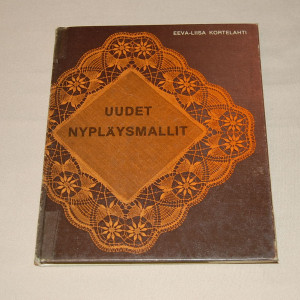 EEVA-LIISA KORTELAHTI
UUDET
NYPLÄYSMALLIT